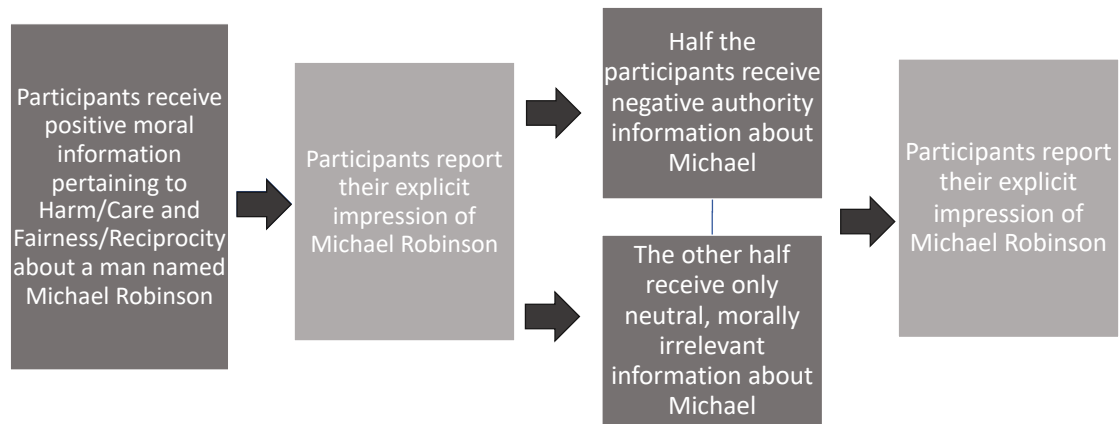 Participants receive
positive moral
information
pertaining to
Harm/Care and
Fairness/Reciprocity
about a man named
Michael Robinson
Participants report
their explicit
impression of
Michael Robinson
Half the
participants receive
negative authority
information about
Michael
The other half
receive only
neutral, morally
irrelevant
information about
Michael
Participants report
their explicit
impression of
Michael Robinson